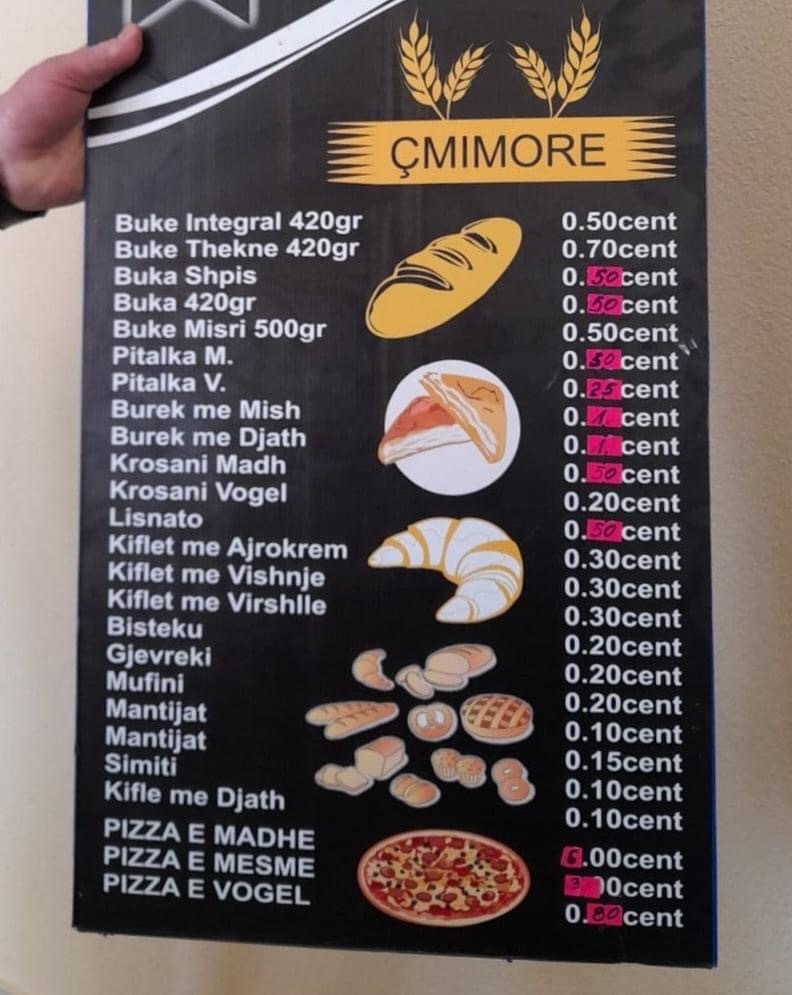 ÇMIMORE
Buke Integral 420gr 0.50cent
Buke Thekne 420gr 0.70cent
Buka Shpis 0.50cent
Buka 420gr 0.50cent
Buke Misri 500gr 0.50cent
Pitalka M. 0.50cent
Pitalka V. 0.25cent
Burek me Mish 0.1.cent
Burek me Djath 0.1.cent
Krosani Madh 0.50cent
Krosani Vogel 0.20cent
Lisnato 0.50cent
Kiflet me Ajrokrem 0.30cent
Kiflet me Vishnje 0.30cent
Kiflet me Virshlle 0.30cent
Bisteku 0.20cent
Gjevreki 0.20cent
Mufini 0.20cent
Mantijat 0.10cent
Mantijat 0.15cent
Simiti 0.10cent
Kifle me Djath 0.10cent
PIZZA E MADHE 6.00cent
PIZZA E MESME 3.00cent
PIZZA E VOGEL 0.80cent